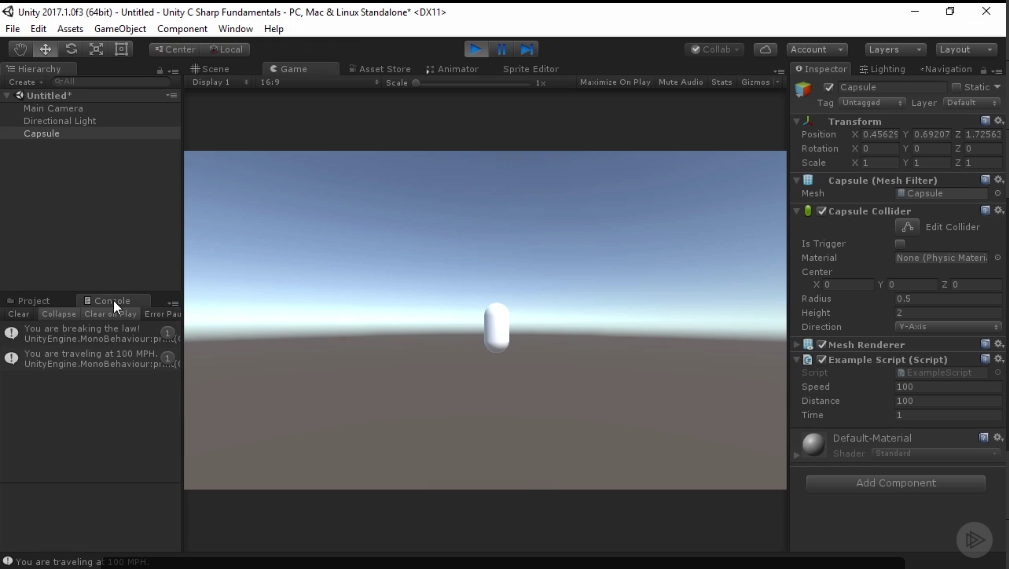 Unity 2017.1.0f3 (64bit) - Untitled - Unity C Sharp Fundamentals - PC, Mac & Linux Standalone* <DX11>
File Edit Assets GameObject Component Window Help
Center Local Collab Account Layers Layout
Hierarchy Scene Game Asset Store Animator Sprite Editor Inspector Lighting Navigation
Create All Display 1 16:9 Scale 1x Maximize On Play Mute Audio Stats Gizmos
Untitled*
Main Camera
Directional Light
Capsule
Capsule Static
Tag Untagged Layer Default
Transform
Position X 0.45629 Y 0.69207 Z 1.72563
Rotation X 0 Y 0 Z 0
Scale X 1 Y 1 Z 1
Capsule (Mesh Filter)
Mesh Capsule
Capsule Collider
Edit Collider
Is Trigger
Material None (Physic Materi
Center
X 0 Y 0 Z 0
Radius 0.5
Height 2
Direction Y-Axis
Mesh Renderer
Example Script (Script)
Script ExampleScript
Speed 100
Distance 100
Time 1
Default-Material
Shader Standard
Add Component
Project Console
Clear Collapse Clear on Play Error Pau
You are breaking the law! 1
UnityEngine.MonoBehaviour:pr...(
You are traveling at 100 MPH. 1
UnityEngine.MonoBehaviour:pr...(
You are traveling at 100 MPH.